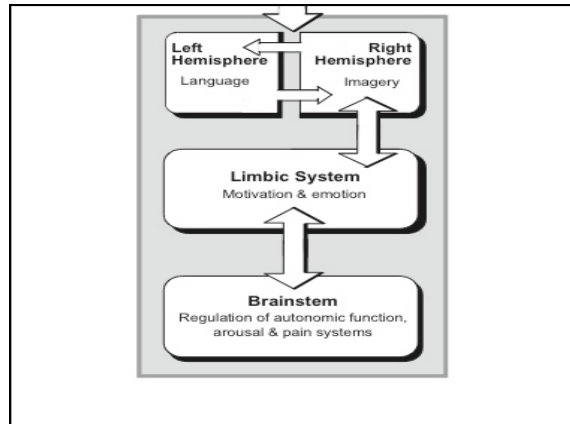 Left
Hemisphere
Language
Right
Hemisphere
Imagery
Limbic System
Motivation & emotion
Brainstem
Regulation of autonomic function,
arousal & pain systems